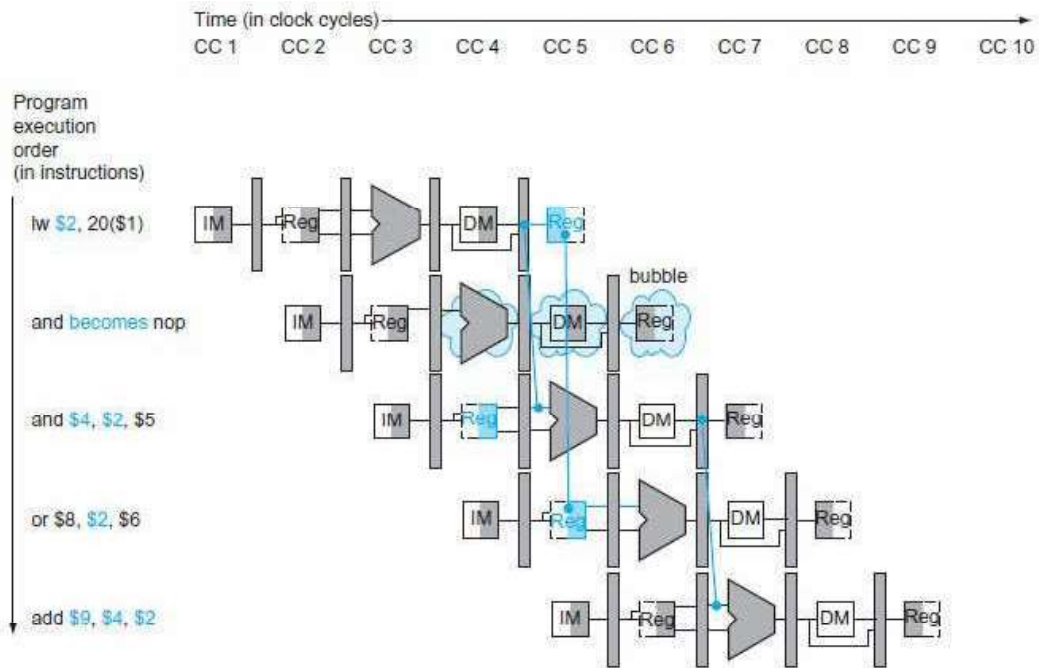 Time (in clock cycles)
CC 1 CC 2 CC 3 CC 4 CC 5 CC 6 CC 7 CC 8 CC 9 CC 10
Program
execution
order
(in instructions)
lw $2, 20($1)
IM Reg DM Reg
bubble
and becomes nop
IM Reg DM Reg
and $4, $2, $5
IM Reg DM Reg
or $8, $2, $6
IM Reg DM Reg
add $9, $4, $2
IM Reg DM Reg